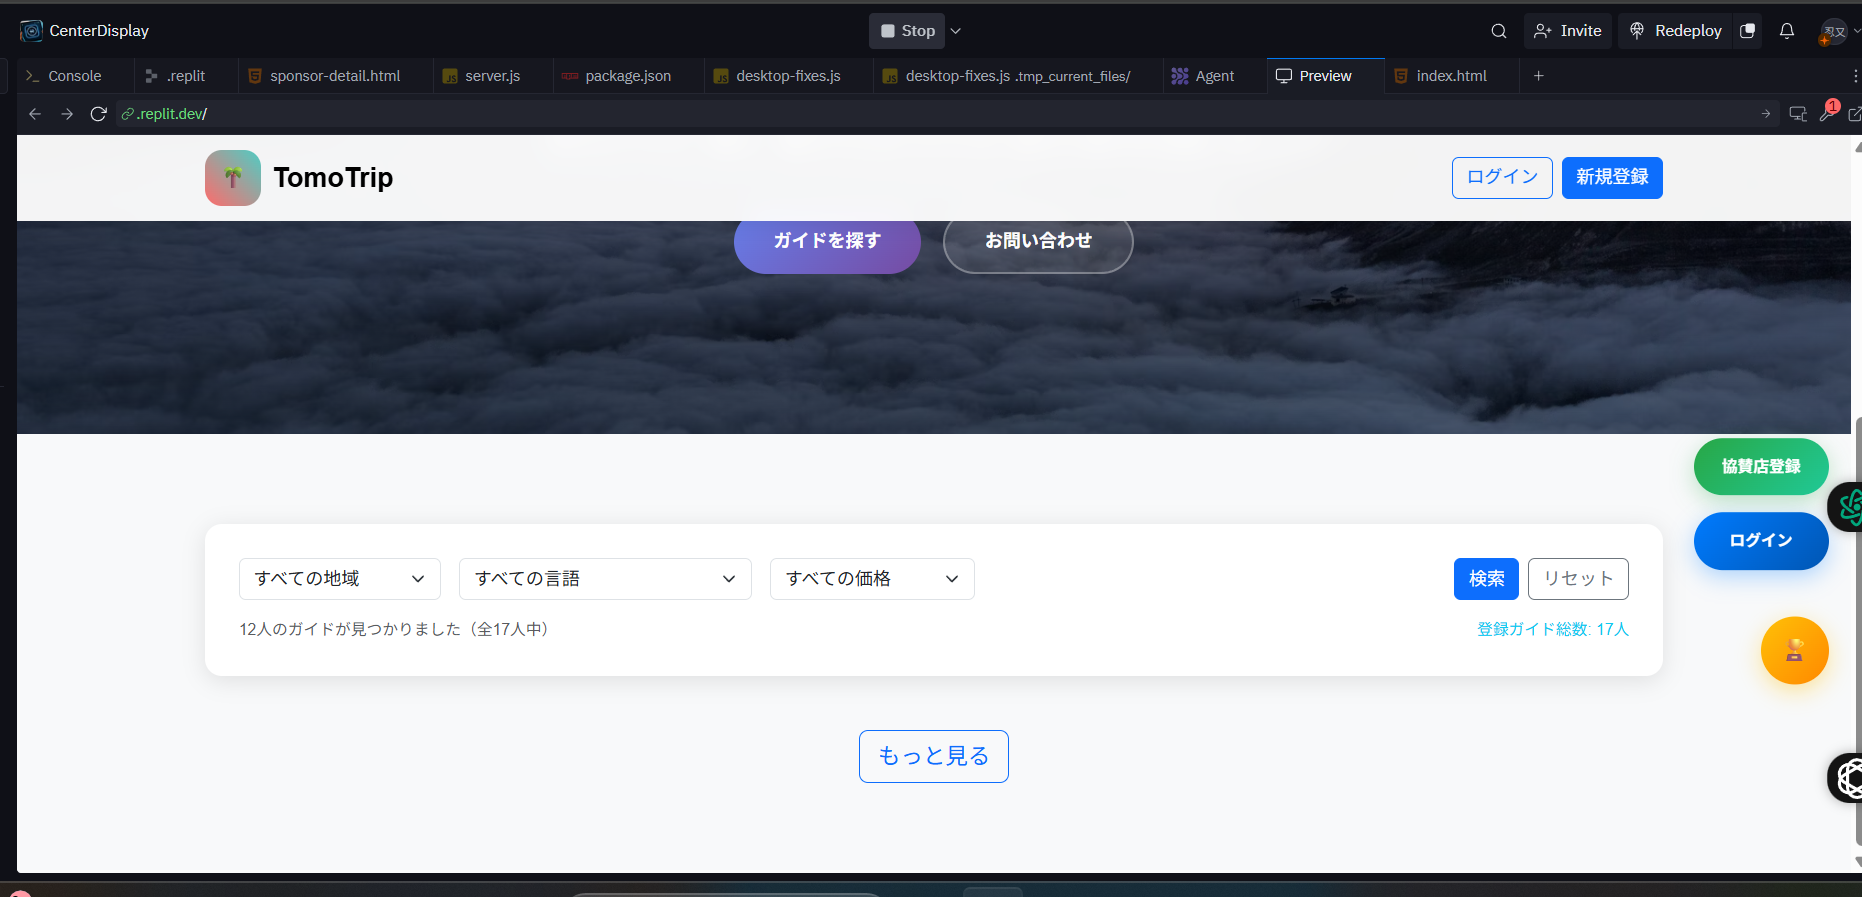 CenterDisplay
Stop
Invite
Redeploy
Console
.replit
sponsor-detail.html
server.js
package.json
desktop-fixes.js
desktop-fixes.js .tmp_current_files/
Agent
Preview
index.html
.replit.dev/
1
TomoTrip
ログイン
新規登録
ガイドを探す
お問い合わせ
協賛店登録
ログイン
すべての地域
すべての言語
すべての価格
検索
リセット
12人のガイドが見つかりました（全17人中）
登録ガイド総数: 17人
もっと見る